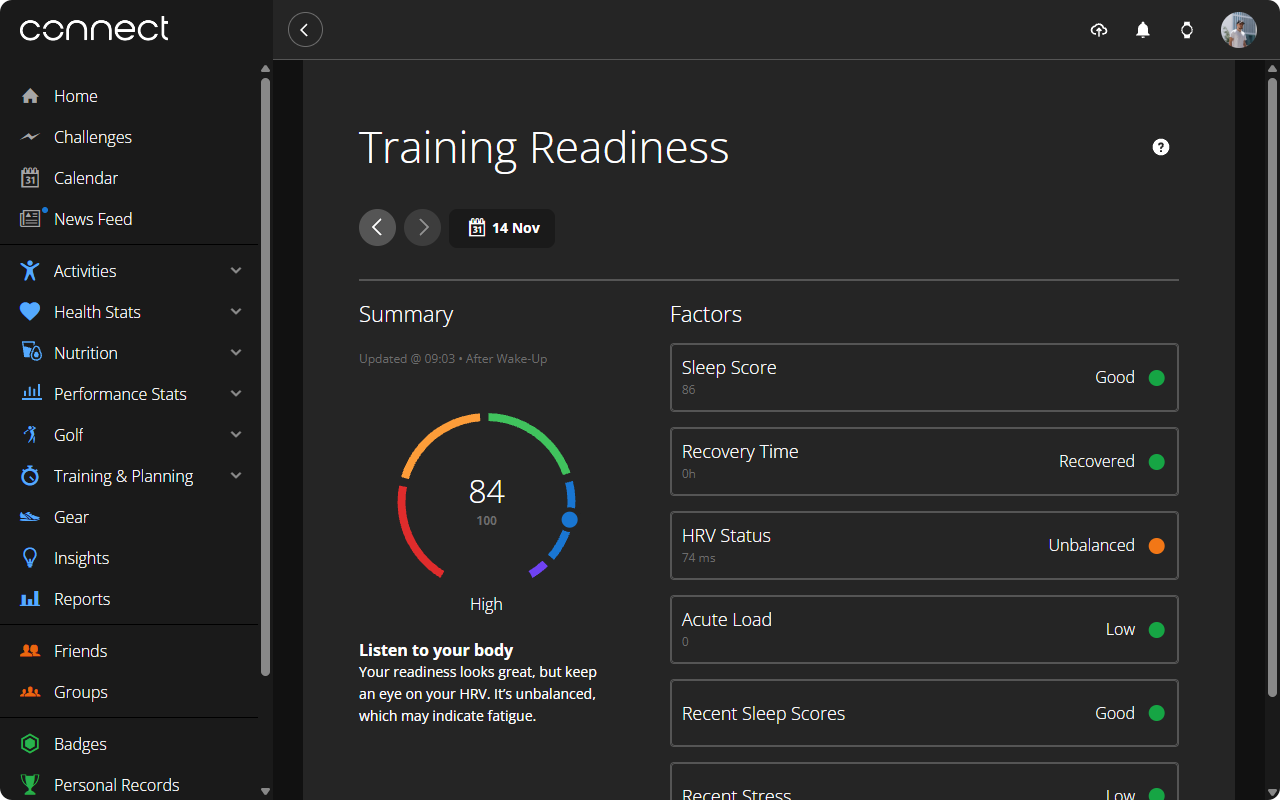 connect
Home
Challenges
31
Calendar
News Feed
Activities
Health Stats
Nutrition
Performance Stats
Golf
Training & Planning
Gear
Insights
Reports
Friends
Groups
Badges
Personal Records
Training Readiness
?
31
14 Nov
Summary
Updated @ 09:03 • After Wake-Up
84
100
High
Listen to your body
Your readiness looks great, but keep
an eye on your HRV. It’s unbalanced,
which may indicate fatigue.
Factors
Sleep Score
86
Good
Recovery Time
0h
Recovered
HRV Status
74 ms
Unbalanced
Acute Load
0
Low
Recent Sleep Scores
Good
Recent Stress
Low